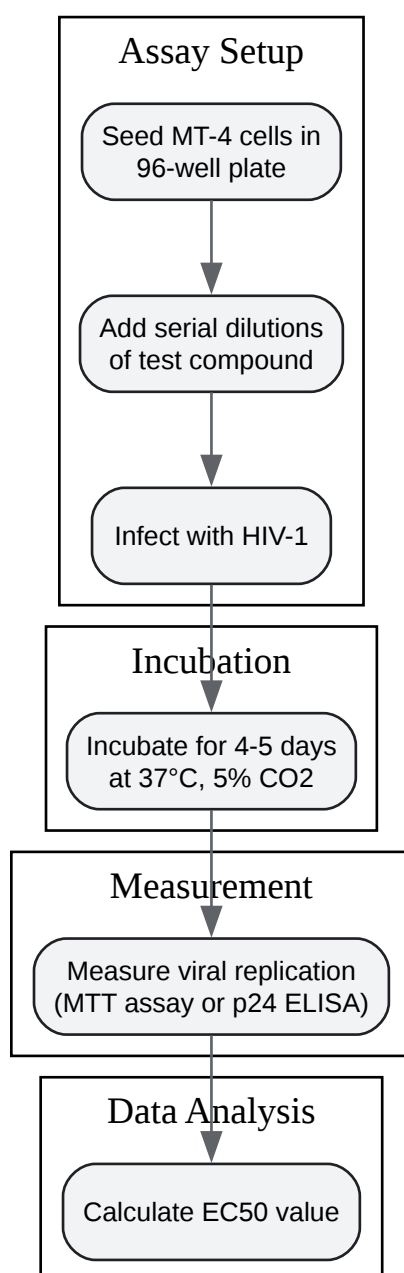 Assay Setup
Seed MT-4 cells in
96-well plate
Add serial dilutions
of test compound
Infect with HIV-1
Incubation
Incubate for 4-5 days
at 37°C, 5% CO2
Measurement
Measure viral replication
(MTT assay or p24 ELISA)
Data Analysis
Calculate EC50 value